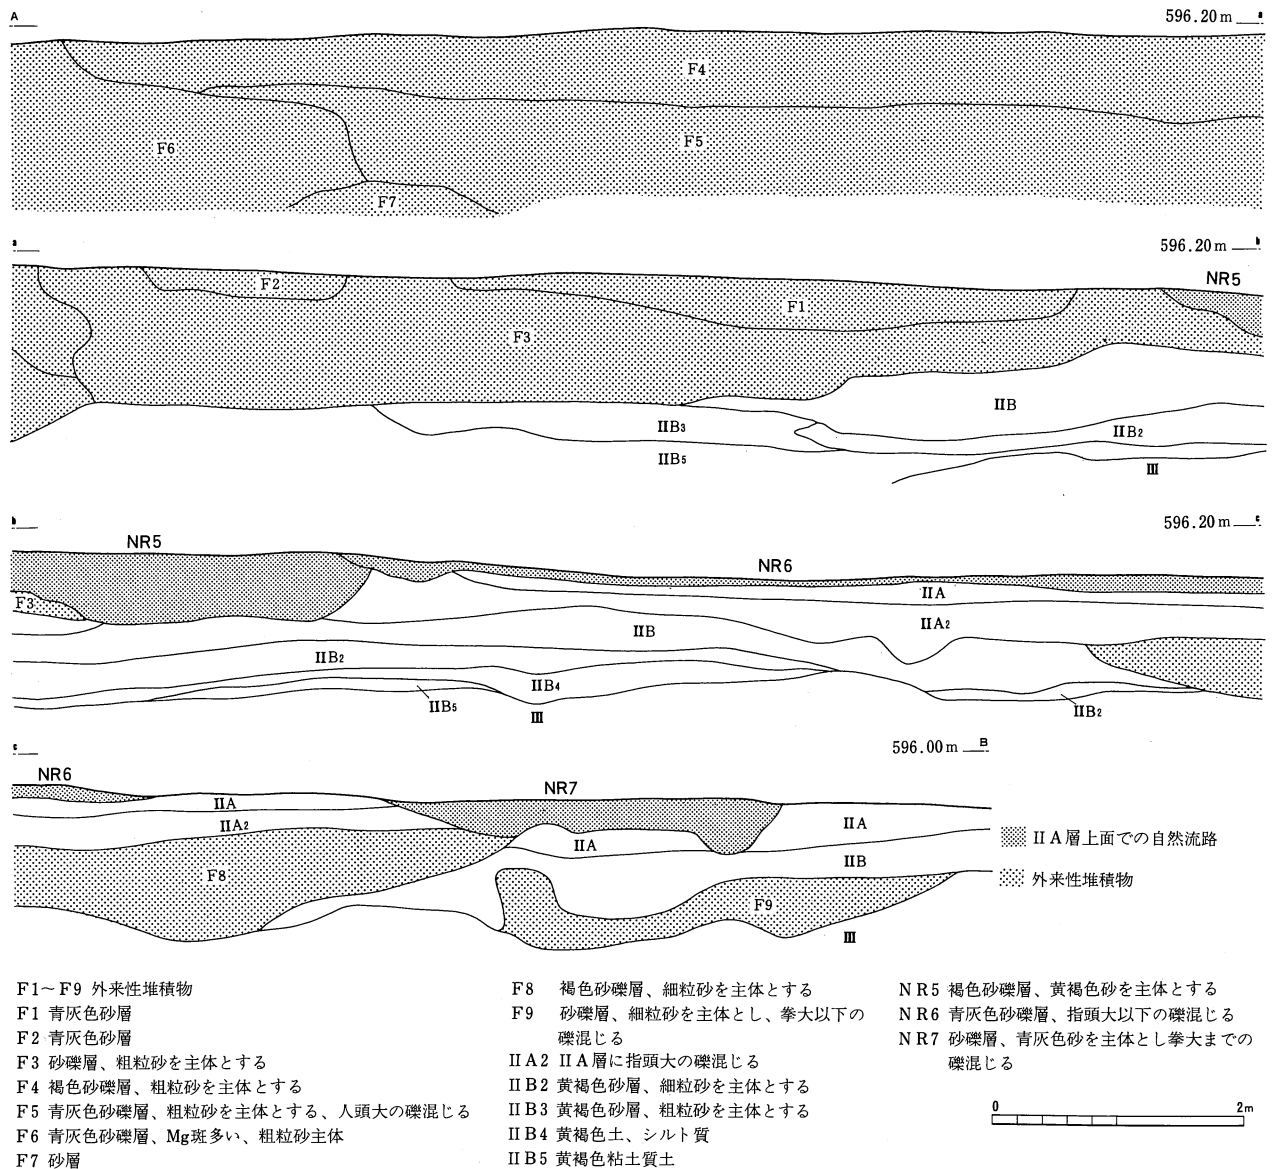 A
596.20m a
F4
F6
F5
F7
a
596.20m b
NR5
F2
F1
F3
ⅡB
ⅡB3
ⅡB2
ⅡB5
Ⅲ
b
596.20m c
NR5
NR6
F3
ⅡA
ⅡA2
ⅡB
ⅡB2
ⅡB4
ⅡB5
ⅡB2
Ⅲ
c
596.00m B
NR6
NR7
ⅡA
ⅡA
ⅡA2
ⅡA
ⅡB
F8
F9
Ⅲ
ⅡA層上面での自然流路
外来性堆積物
F1～F9 外来性堆積物
F1 青灰色砂層
F2 青灰色砂層
F3 砂礫層、粗粒砂を主体とする
F4 褐色砂礫層、粗粒砂を主体とする
F5 青灰色砂礫層、粗粒砂を主体とする、人頭大の礫混じる
F6 青灰色砂礫層、Mg斑多い、粗粒砂主体
F7 砂層
F8 褐色砂礫層、細粒砂を主体とする
F9 砂礫層、細粒砂を主体とし、拳大以下の
礫混じる
ⅡA2 ⅡA層に指頭大の礫混じる
ⅡB2 黄褐色砂層、細粒砂を主体とする
ⅡB3 黄褐色砂層、粗粒砂を主体とする
ⅡB4 黄褐色土、シルト質
ⅡB5 黄褐色粘土質土
NR5 褐色砂礫層、黄褐色砂を主体とする
NR6 青灰色砂礫層、指頭大以下の礫混じる
NR7 砂礫層、青灰色砂を主体とし拳大までの
礫混じる
0 2m